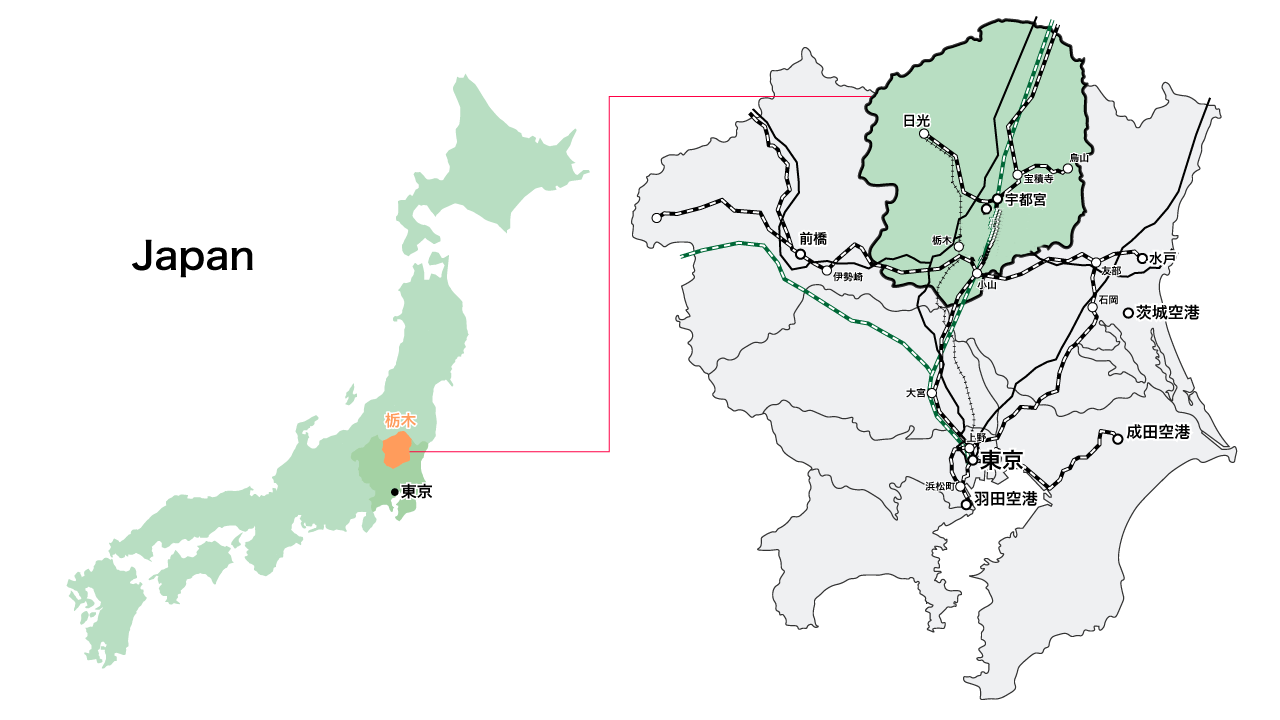 Japan
栃木
東京
日光
烏山
宝積寺
宇都宮
前橋
栃木
伊勢崎
小山
友部
水戸
石岡
茨城空港
大宮
上野
東京
成田空港
浜松町
羽田空港